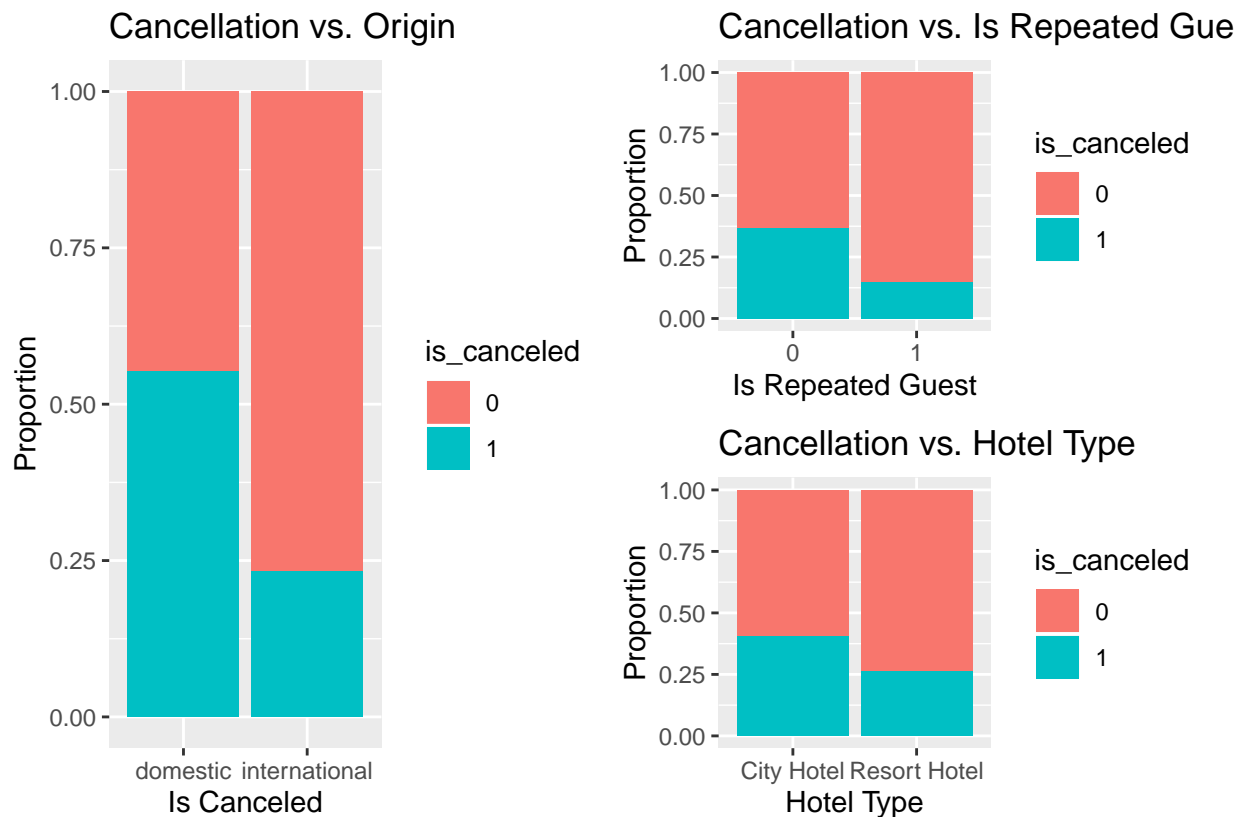 Cancellation vs. Origin
1.00
0.75
0.50
0.25
0.00
Proportion
domestic international
Is Canceled
is_canceled
0
1
Cancellation vs. Is Repeated Gue
1.00
0.75
0.50
0.25
0.00
Proportion
0 1
Is Repeated Guest
is_canceled
0
1
Cancellation vs. Hotel Type
1.00
0.75
0.50
0.25
0.00
Proportion
City Hotel Resort Hotel
Hotel Type
is_canceled
0
1